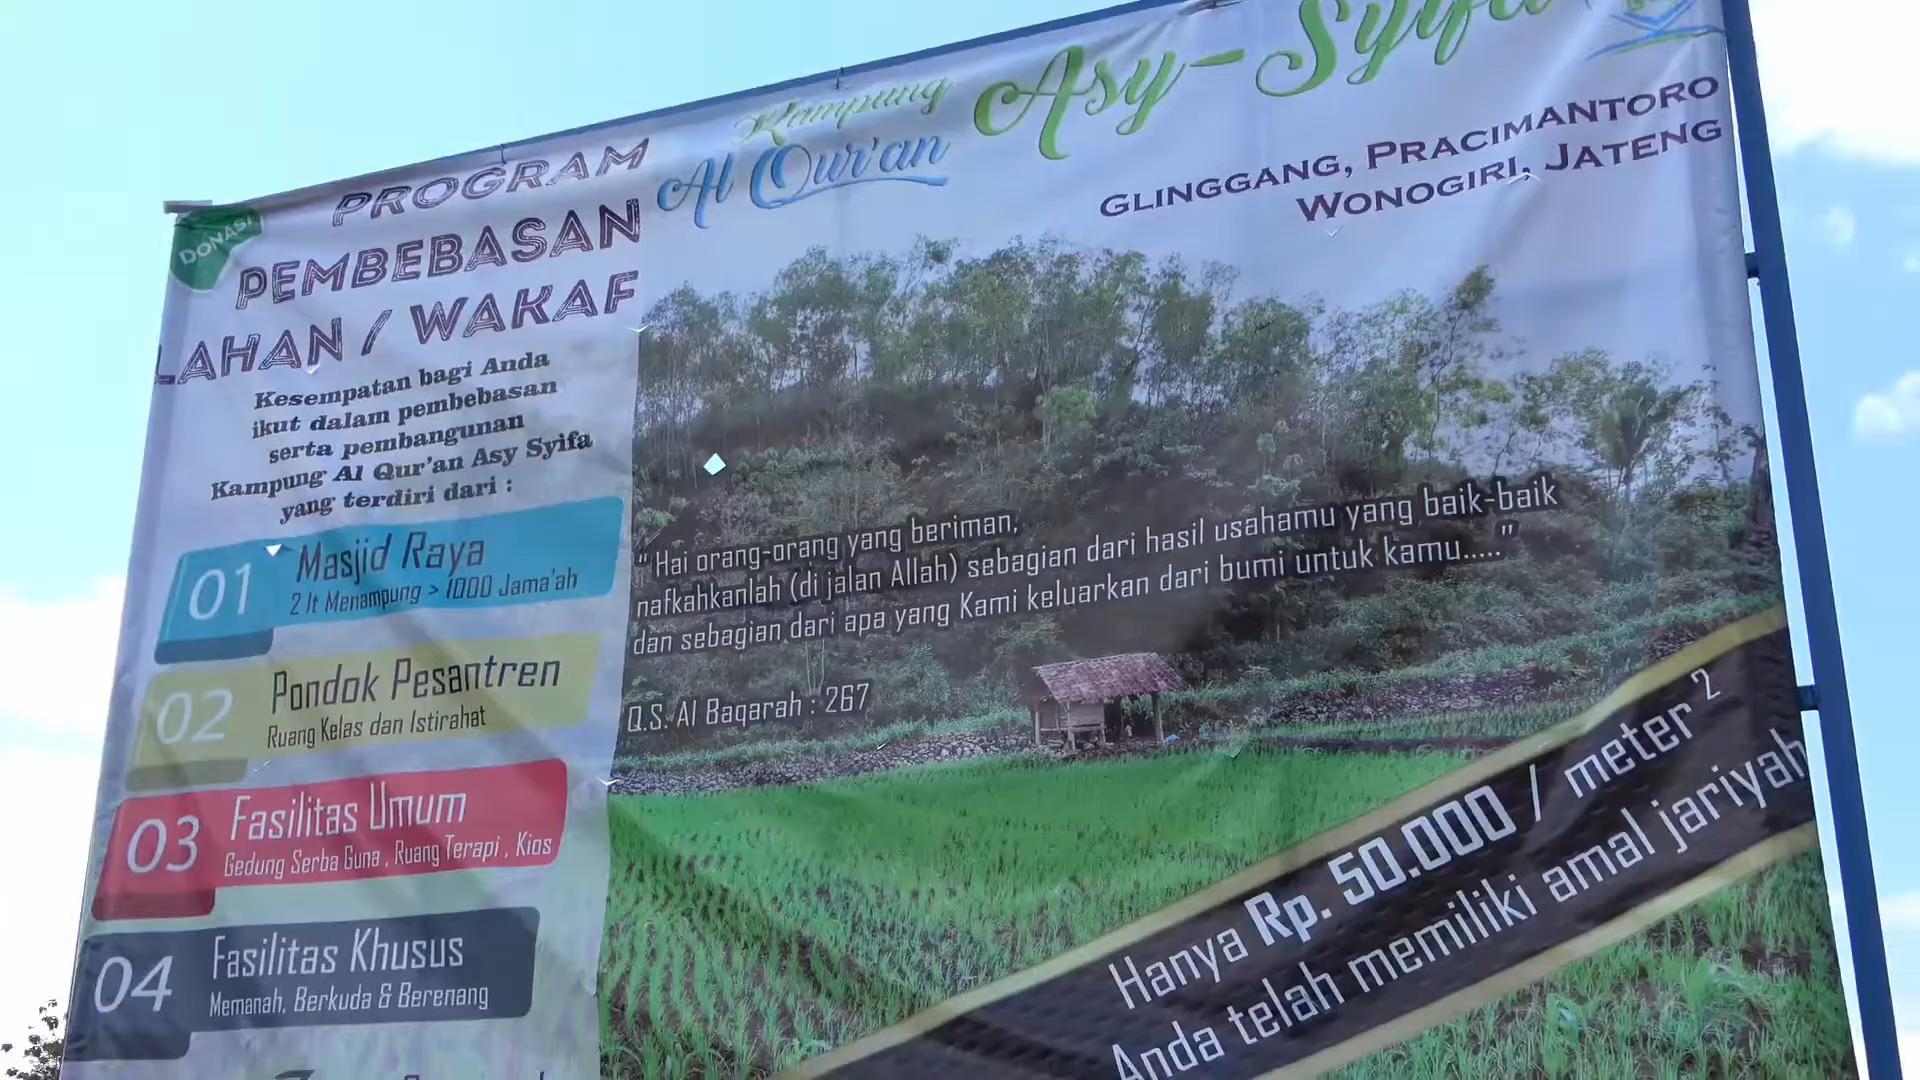 DONASI
PROGRAM
PEMBEBASAN
LAHAN / WAKAF
Kampung
Al Qur'an
Asy-Syifa
GLINGGANG, PRACIMANTORO
WONOGIRI, JATENG
Kesempatan bagi Anda
ikut dalam pembebasan
serta pembangunan
Kampung Al Qur'an Asy Syifa
yang terdiri dari :
01 Masjid Raya
2 lt Menampung > 1000 Jama'ah
02 Pondok Pesantren
Ruang Kelas dan Istirahat
03 Fasilitas Umum
Gedung Serba Guna , Ruang Terapi , Kios
04 Fasilitas Khusus
Memanah, Berkuda & Berenang
" Hai orang-orang yang beriman,
nafkahkanlah (di jalan Allah) sebagian dari hasil usahamu yang baik-baik
dan sebagian dari apa yang Kami keluarkan dari bumi untuk kamu....."
Q.S. Al Baqarah : 267
Hanya Rp. 50.000 / meter 2
Anda telah memiliki amal jariyah